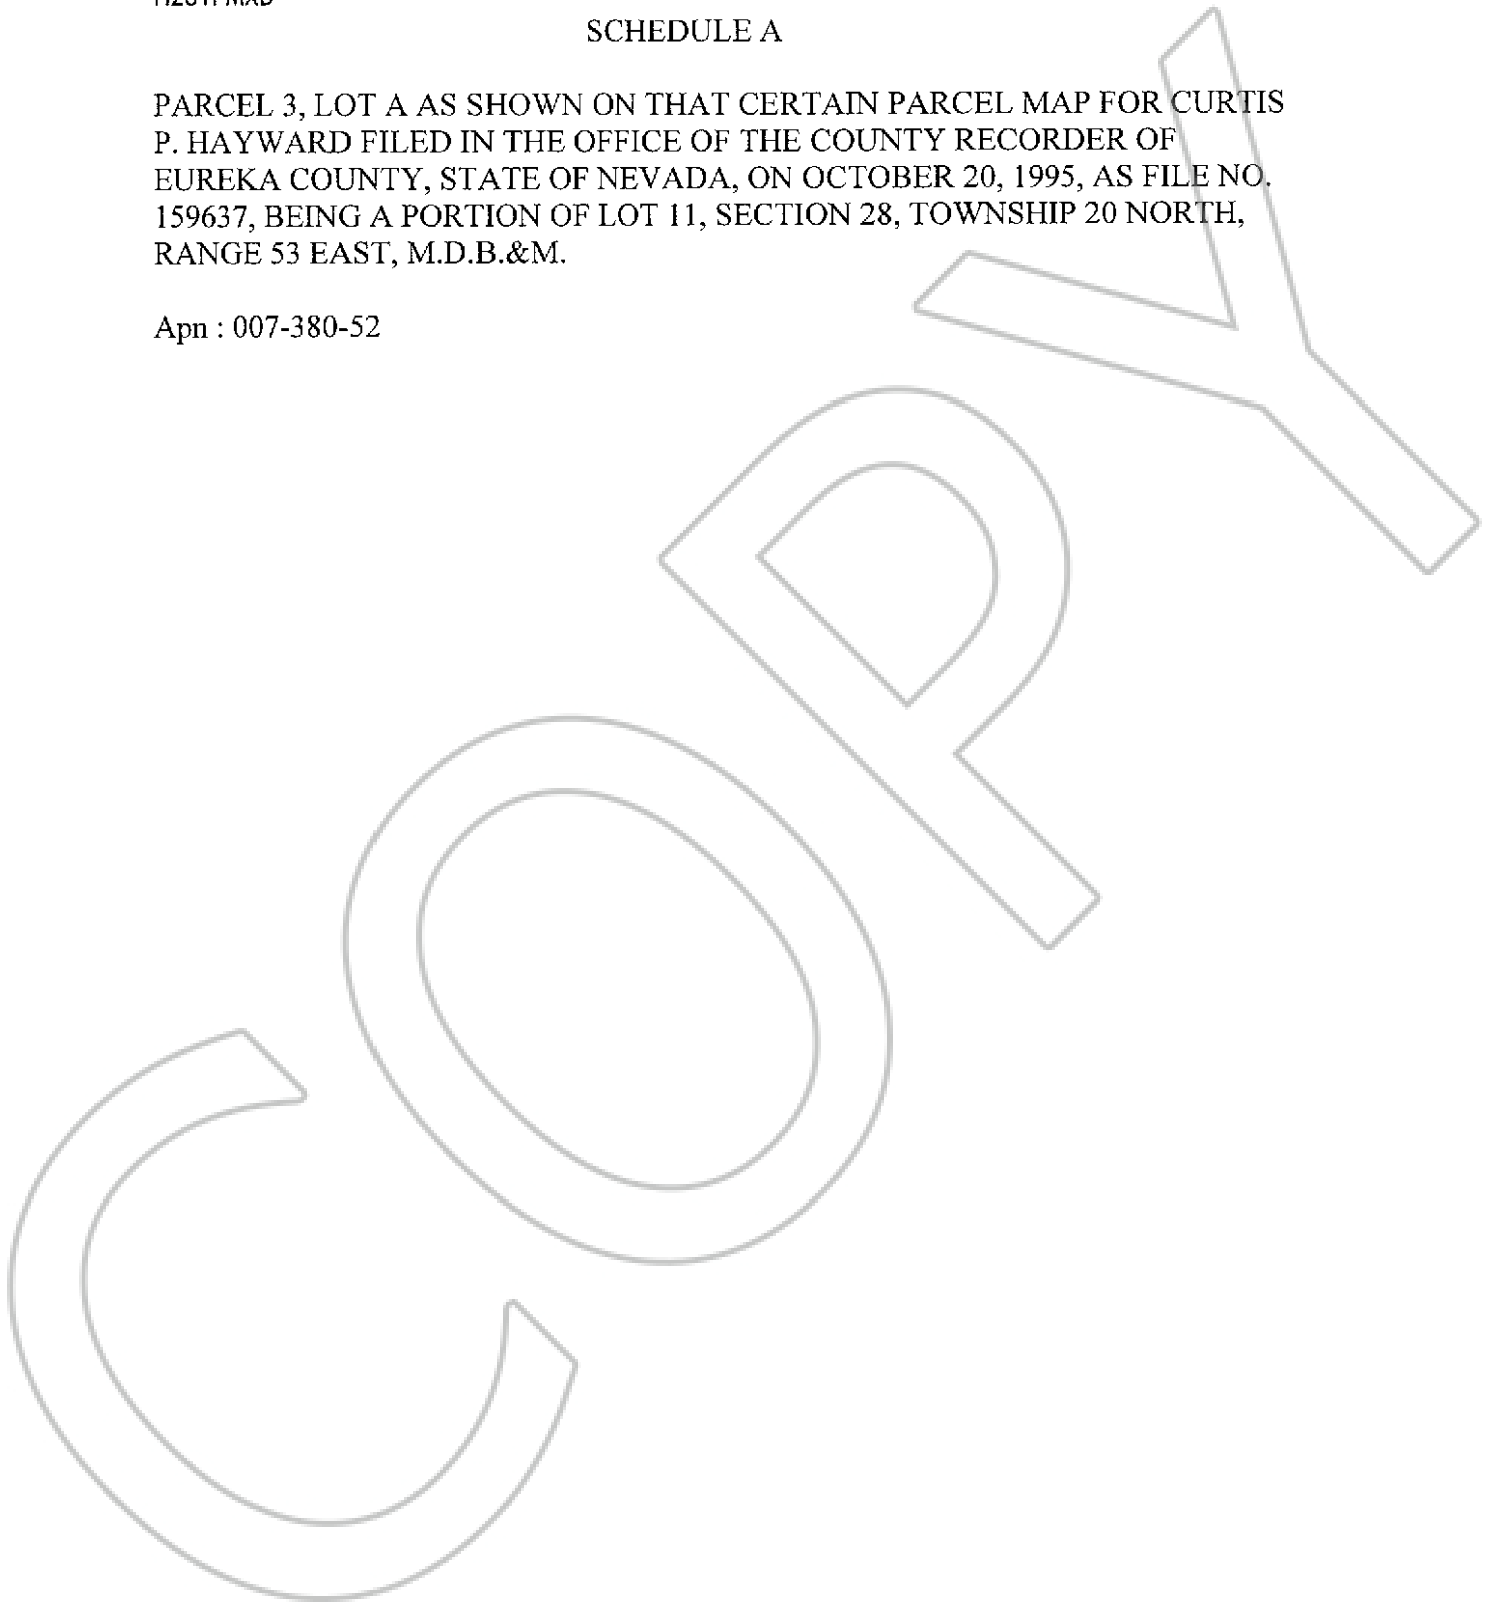 SCHEDULE A
PARCEL 3, LOT A AS SHOWN ON THAT CERTAIN PARCEL MAP FOR CURTIS
P. HAYWARD FILED IN THE OFFICE OF THE COUNTY RECORDER OF
EUREKA COUNTY, STATE OF NEVADA, ON OCTOBER 20, 1995, AS FILE NO.
159637, BEING A PORTION OF LOT 11, SECTION 28, TOWNSHIP 20 NORTH,
RANGE 53 EAST, M.D.B.&M.
Apn : 007-380-52
COPY